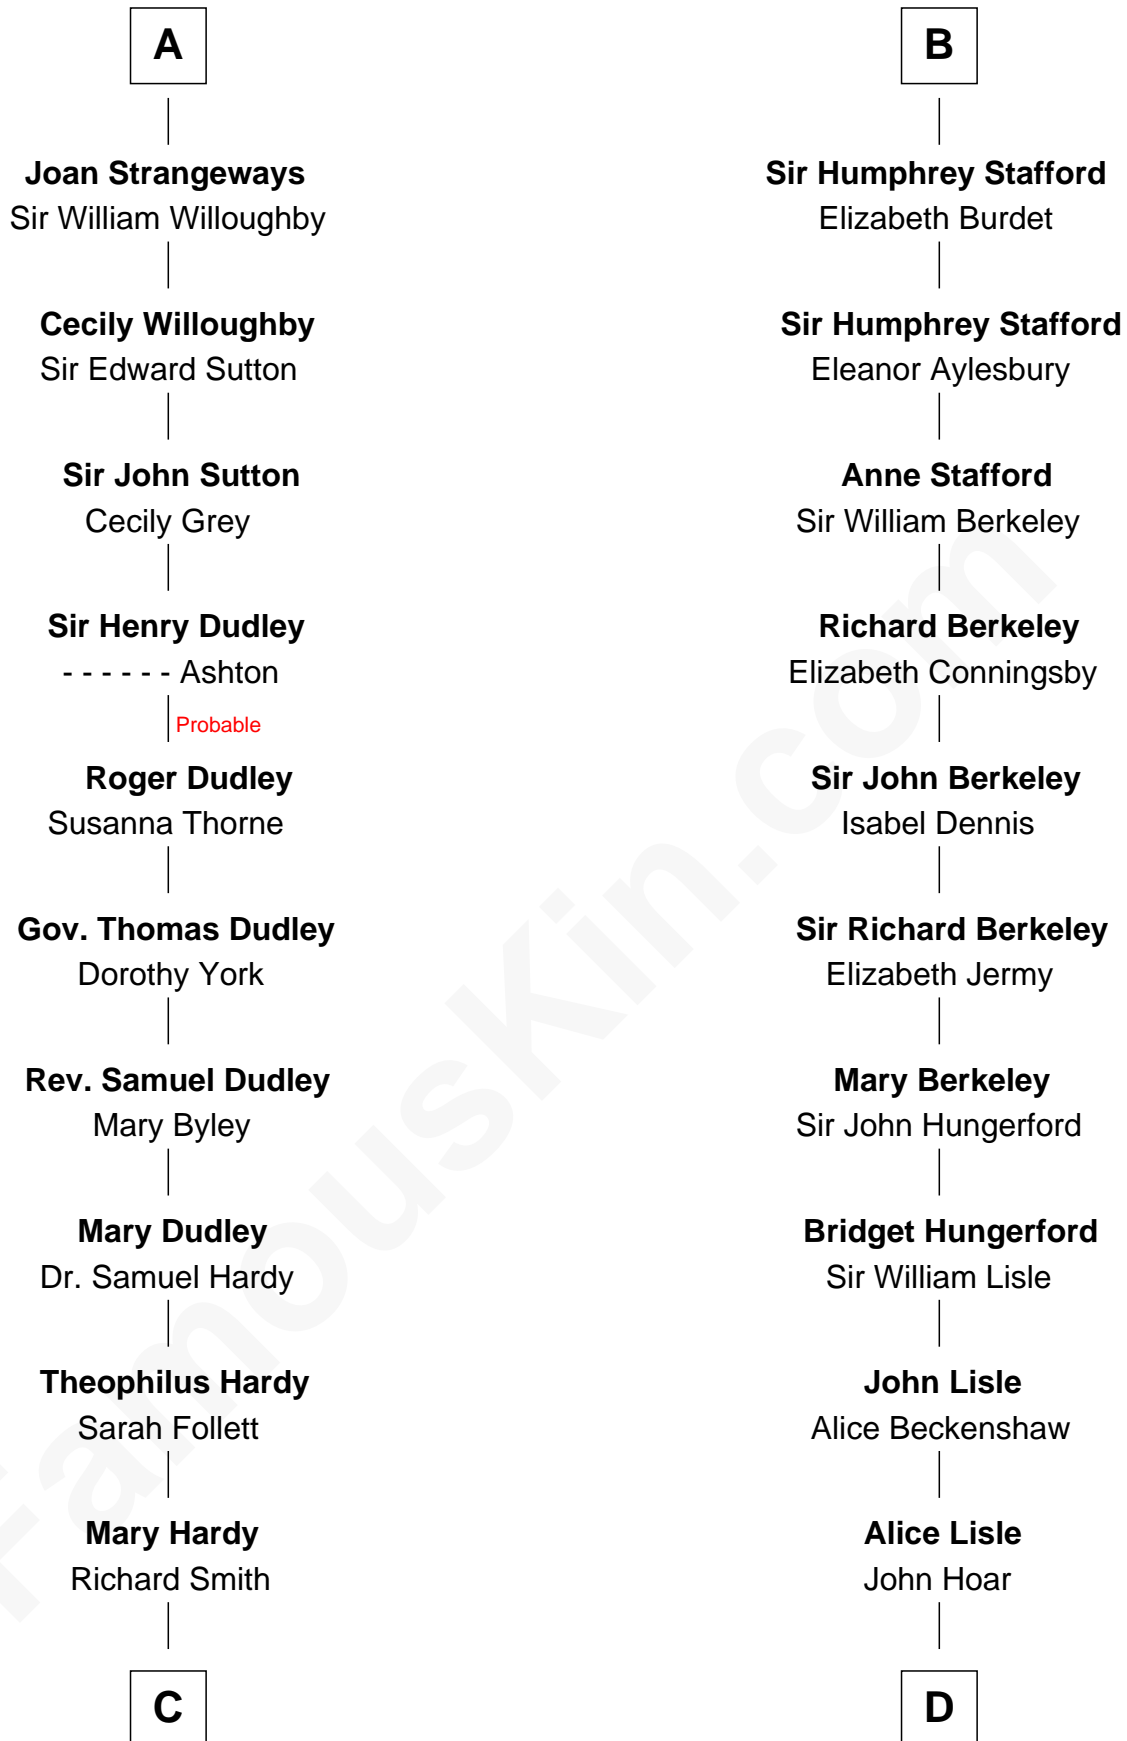 A
Joan Strangeways
Sir William Willoughby
Cecily Willoughby
Sir Edward Sutton
Sir John Sutton
Cecily Grey
Sir Henry Dudley
- - - - - - Ashton
Probable
Roger Dudley
Susanna Thorne
Gov. Thomas Dudley
Dorothy York
Rev. Samuel Dudley
Mary Byley
Mary Dudley
Dr. Samuel Hardy
Theophilus Hardy
Sarah Follett
Mary Hardy
Richard Smith
C
B
Sir Humphrey Stafford
Elizabeth Burdet
Sir Humphrey Stafford
Eleanor Aylesbury
Anne Stafford
Sir William Berkeley
Richard Berkeley
Elizabeth Conningsby
Sir John Berkeley
Isabel Dennis
Sir Richard Berkeley
Elizabeth Jermy
Mary Berkeley
Sir John Hungerford
Bridget Hungerford
Sir William Lisle
John Lisle
Alice Beckenshaw
Alice Lisle
John Hoar
D
FamousKin.com